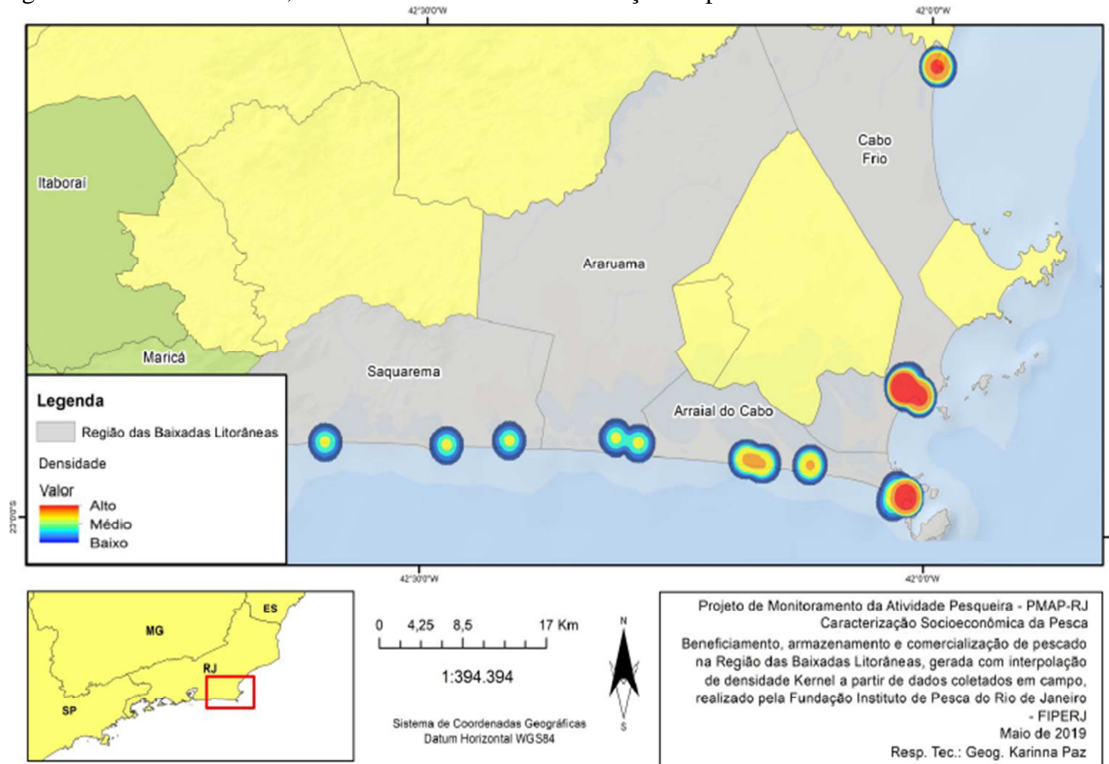 42°30'0"W
42°0'0"W
Cabo
Frio
Itaboraí
Araruama
Maricá
Saquarema
Arraial do Cabo
Legenda
Região das Baixadas Litorâneas
Densidade
Valor
Alto
Médio
Baixo
23°0'0"S
42°30'0"W
42°0'0"W
ES
MG
RJ
SP
0 4,25 8,5 17 Km
1:394.394
Sistema de Coordenadas Geográficas
Datum Horizontal WGS84
N
S
Projeto de Monitoramento da Atividade Pesqueira - PMAP-RJ
Caracterização Socioeconômica da Pesca
Beneficiamento, armazenamento e comercialização de pescado
na Região das Baixadas Litorâneas, gerada com interpolação
de densidade Kernel a partir de dados coletados em campo,
realizado pela Fundação Instituto de Pesca do Rio de Janeiro
- FIPERJ
Maio de 2019
Resp. Tec.: Geog. Karinna Paz